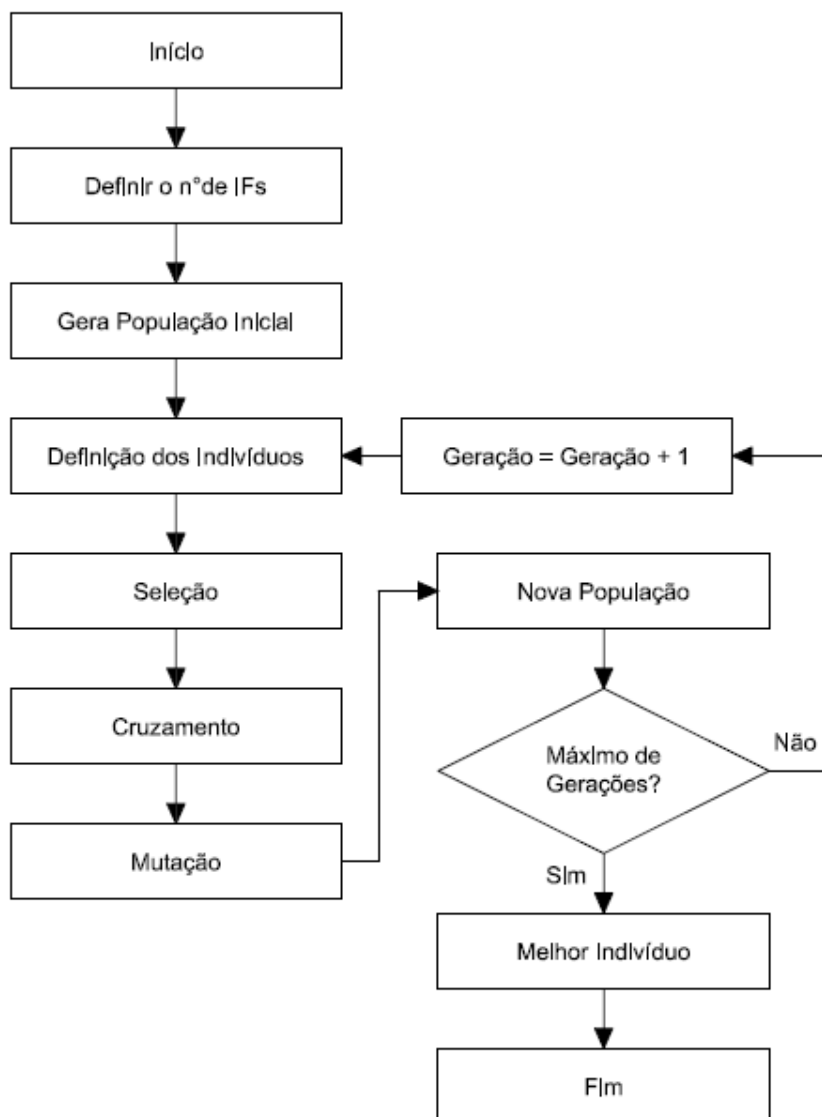 Início
Definir o n°de IFs
Gera População Inicial
Definição dos Indivíduos
Geração = Geração + 1
Seleção
Nova População
Cruzamento
Máximo de
Gerações?
Não
Mutação
Sim
Melhor Indivíduo
Fim